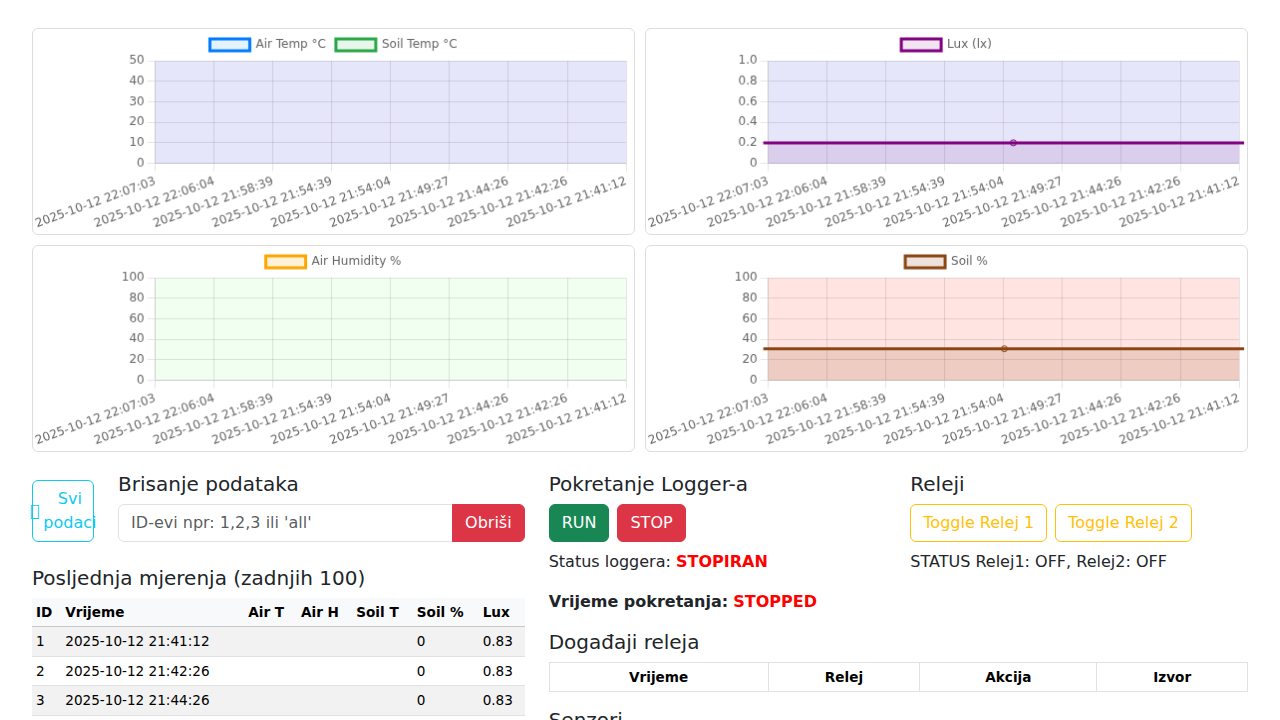 Air Temp °C Soil Temp °C
50
40
30
20
10
0
2025-10-12 22:07:03 2025-10-12 22:06:04 2025-10-12 21:58:39 2025-10-12 21:54:39 2025-10-12 21:54:04 2025-10-12 21:49:27 2025-10-12 21:44:26 2025-10-12 21:42:26 2025-10-12 21:41:12
Lux (lx)
1.0
0.8
0.6
0.4
0.2
0
2025-10-12 22:07:03 2025-10-12 22:06:04 2025-10-12 21:58:39 2025-10-12 21:54:39 2025-10-12 21:54:04 2025-10-12 21:49:27 2025-10-12 21:44:26 2025-10-12 21:42:26 2025-10-12 21:41:12
Air Humidity %
100
80
60
40
20
0
2025-10-12 22:07:03 2025-10-12 22:06:04 2025-10-12 21:58:39 2025-10-12 21:54:39 2025-10-12 21:54:04 2025-10-12 21:49:27 2025-10-12 21:44:26 2025-10-12 21:42:26 2025-10-12 21:41:12
Soil %
100
80
60
40
20
0
2025-10-12 22:07:03 2025-10-12 22:06:04 2025-10-12 21:58:39 2025-10-12 21:54:39 2025-10-12 21:54:04 2025-10-12 21:49:27 2025-10-12 21:44:26 2025-10-12 21:42:26 2025-10-12 21:41:12
Svi
podaci
Brisanje podataka
ID-evi npr: 1,2,3 ili 'all' Obriši
Posljednja mjerenja (zadnjih 100)
ID Vrijeme Air T Air H Soil T Soil % Lux
1 2025-10-12 21:41:12 0 0.83
2 2025-10-12 21:42:26 0 0.83
3 2025-10-12 21:44:26 0 0.83
Pokretanje Logger-a
RUN STOP
Status loggera: STOPIRAN
Vrijeme pokretanja: STOPPED
Releji
Toggle Relej 1 Toggle Relej 2
STATUS Relej1: OFF, Relej2: OFF
Događaji releja
Vrijeme Relej Akcija Izvor
Senzori